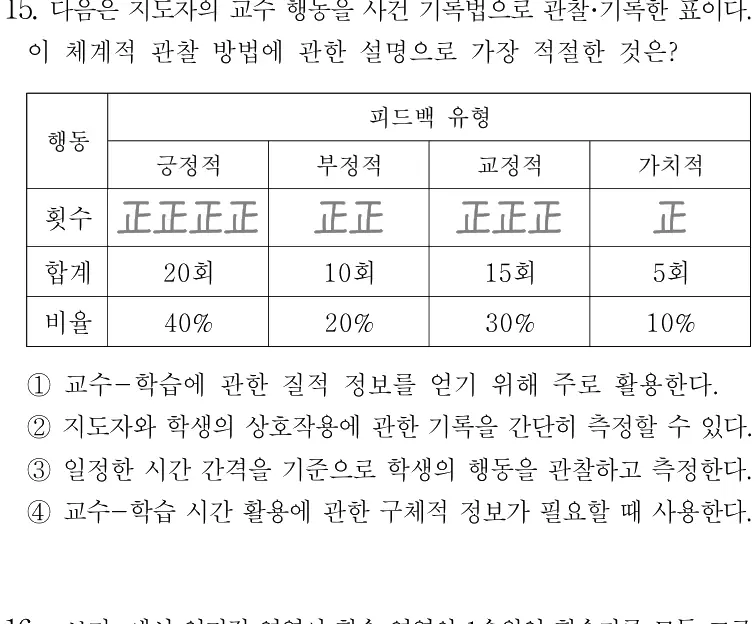 15. 다음은 지도자의 교수 행동을 사건 기록법으로 관찰·기록한 표이다.
이 체계적 관찰 방법에 관한 설명으로 가장 적절한 것은?
행동 피드백 유형
긍정적 부정적 교정적 가치적
횟수 正正正正 正正 正正正 正
합계 20회 10회 15회 5회
비율 40% 20% 30% 10%
① 교수-학습에 관한 질적 정보를 얻기 위해 주로 활용한다.
② 지도자와 학생의 상호작용에 관한 기록을 간단히 측정할 수 있다.
③ 일정한 시간 간격을 기준으로 학생의 행동을 관찰하고 측정한다.
④ 교수-학습 시간 활용에 관한 구체적 정보가 필요할 때 사용한다.